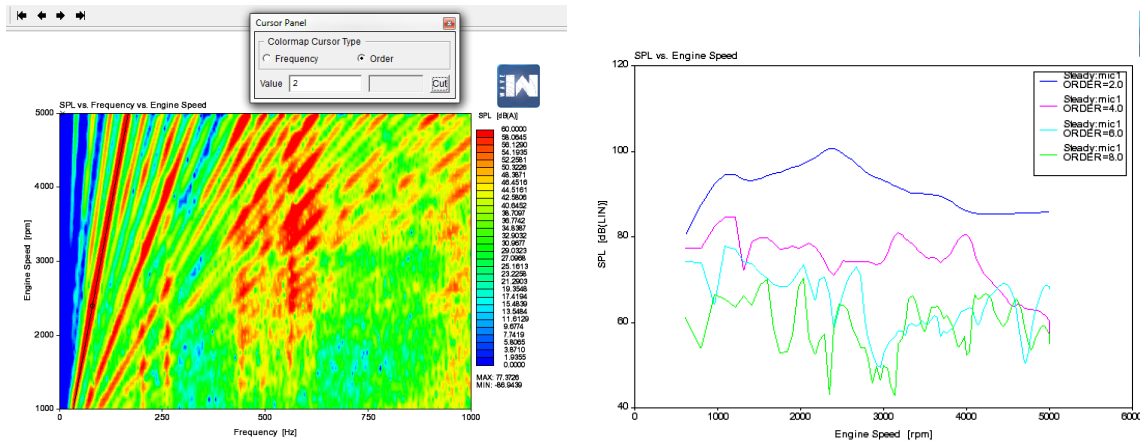 Cursor Panel
Colormap Cursor Type
Frequency
Order
Value 2 Cut
WAVE
SPL vs. Frequency vs. Engine Speed
SPL [dB(A)]
5000
4000
3000
2000
1000
Engine Speed [rpm]
0 250 500 750 1000
Frequency [Hz]
60.0000
58.0645
56.1290
54.1935
52.2581
50.3226
48.3871
46.4516
44.5161
42.5806
40.6452
38.7097
36.7742
34.8387
32.9032
30.9677
29.0323
27.0968
25.1613
23.2258
21.2903
19.3548
17.4194
15.4839
13.5484
11.6129
9.6774
7.7419
5.8065
3.8710
1.9355
0.0000
MAX: 77.3726
MIN: -86.9439
SPL vs. Engine Speed
120
100
80
60
40
SPL [dB(LIN)]
Steady:mic1
ORDER=2.0
Steady:mic1
ORDER=4.0
Steady:mic1
ORDER=6.0
Steady:mic1
ORDER=8.0
0 1000 2000 3000 4000 5000 6000
Engine Speed [rpm]